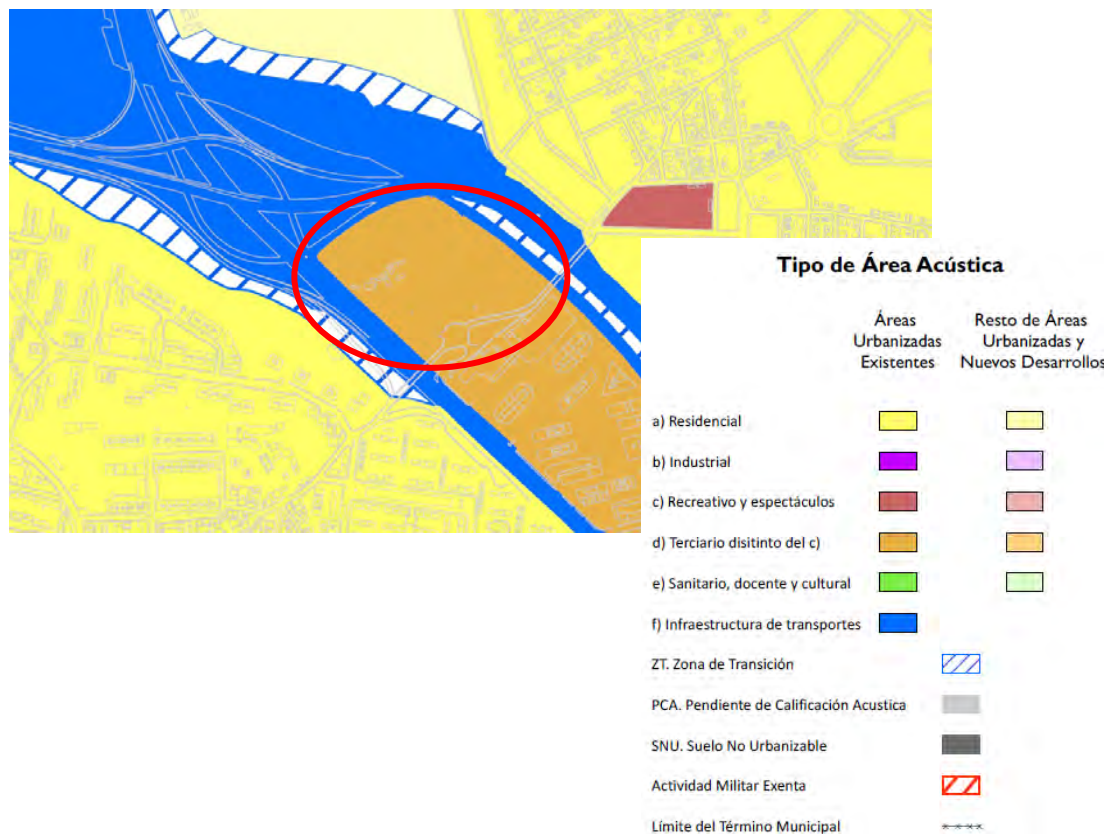 Tipo de Área Acústica
Áreas
Urbanizadas
Existentes
Resto de Áreas
Urbanizadas y
Nuevos Desarrollos
a) Residencial
b) Industrial
c) Recreativo y espectáculos
d) Terciario disitinto del c)
e) Sanitario, docente y cultural
f) Infraestructura de transportes
ZT. Zona de Transición
PCA. Pendiente de Calificación Acustica
SNU. Suelo No Urbanizable
Actividad Militar Exenta
Límite del Término Municipal